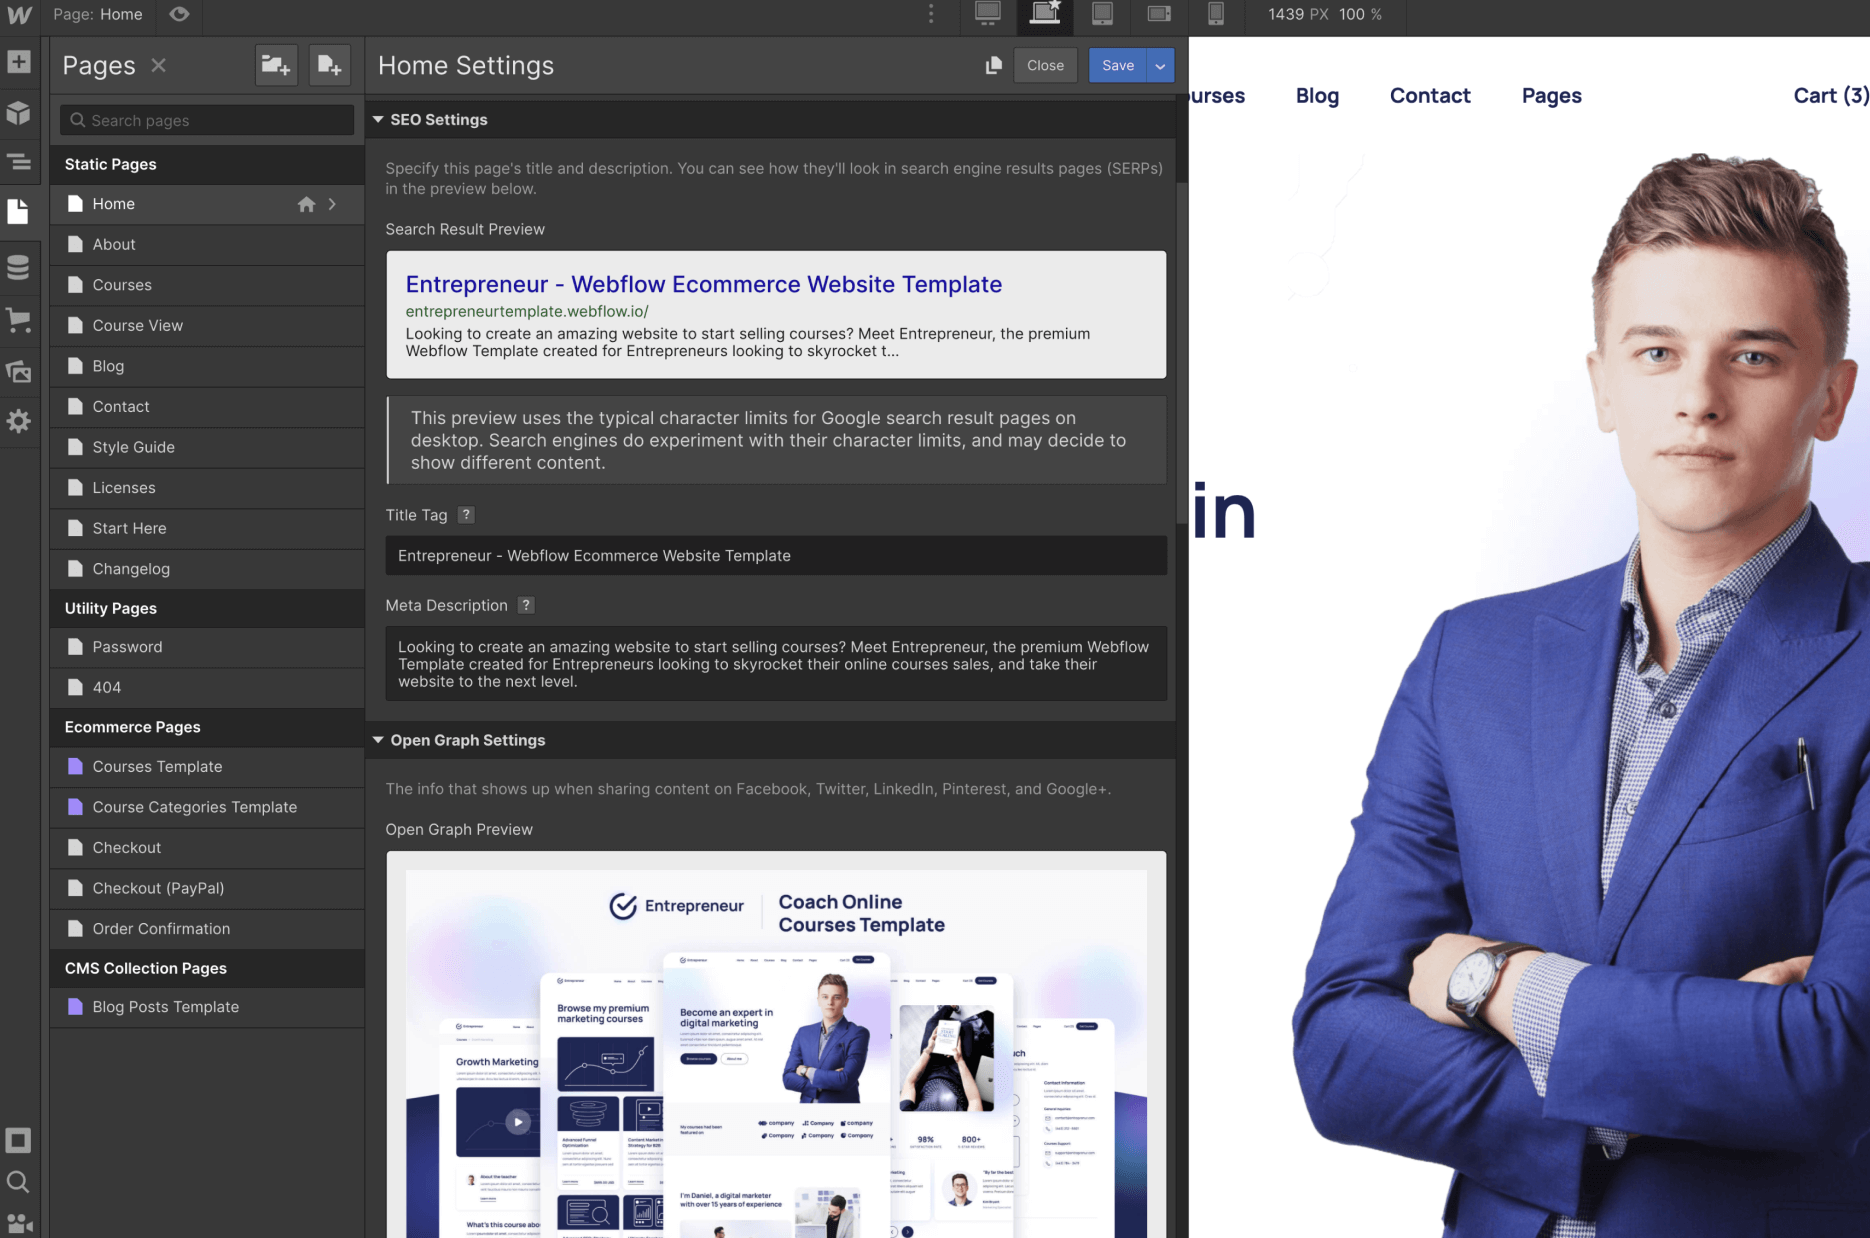 Page: Home
1439 PX 100 %
Pages
Search pages
Static Pages
Home
About
Courses
Course View
Blog
Contact
Style Guide
Licenses
Start Here
Changelog
Utility Pages
Password
404
Ecommerce Pages
Courses Template
Course Categories Template
Checkout
Checkout (PayPal)
Order Confirmation
CMS Collection Pages
Blog Posts Template
Home Settings
Close
Save
SEO Settings
Specify this page's title and description. You can see how they'll look in search engine results pages (SERPs)
in the preview below.
Search Result Preview
Entrepreneur - Webflow Ecommerce Website Template
entrepreneurtemplate.webflow.io/
Looking to create an amazing website to start selling courses? Meet Entrepreneur, the premium
Webflow Template created for Entrepreneurs looking to skyrocket t...
This preview uses the typical character limits for Google search result pages on
desktop. Search engines do experiment with their character limits, and may decide to
show different content.
Title Tag ?
Entrepreneur - Webflow Ecommerce Website Template
Meta Description ?
Looking to create an amazing website to start selling courses? Meet Entrepreneur, the premium Webflow
Template created for Entrepreneurs looking to skyrocket their online courses sales, and take their
website to the next level.
Open Graph Settings
The info that shows up when sharing content on Facebook, Twitter, LinkedIn, Pinterest, and Google+.
Open Graph Preview
Entrepreneur
Coach Online
Courses Template
Browse my premium
marketing courses
Become an expert in
digital marketing
Growth Marketing
Contact Information
company Company company
Company Company Company
98% 800+
I'm Daniel, a digital marketer
with over 15 years of experience
What's this course abo
urses Blog Contact Pages Cart (3)
in